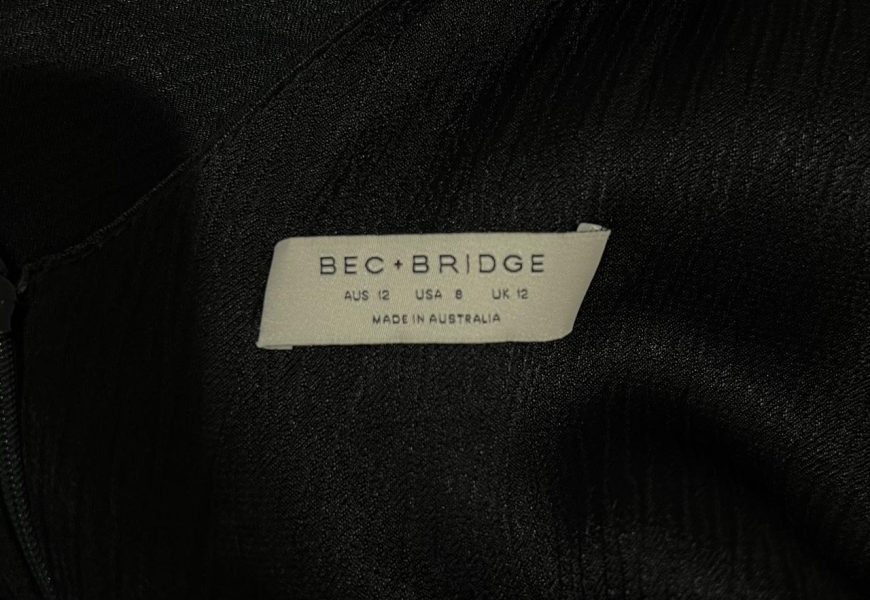 BEC + BRIDGE
AUS 12 USA 8 UK 12
MADE IN AUSTRALIA